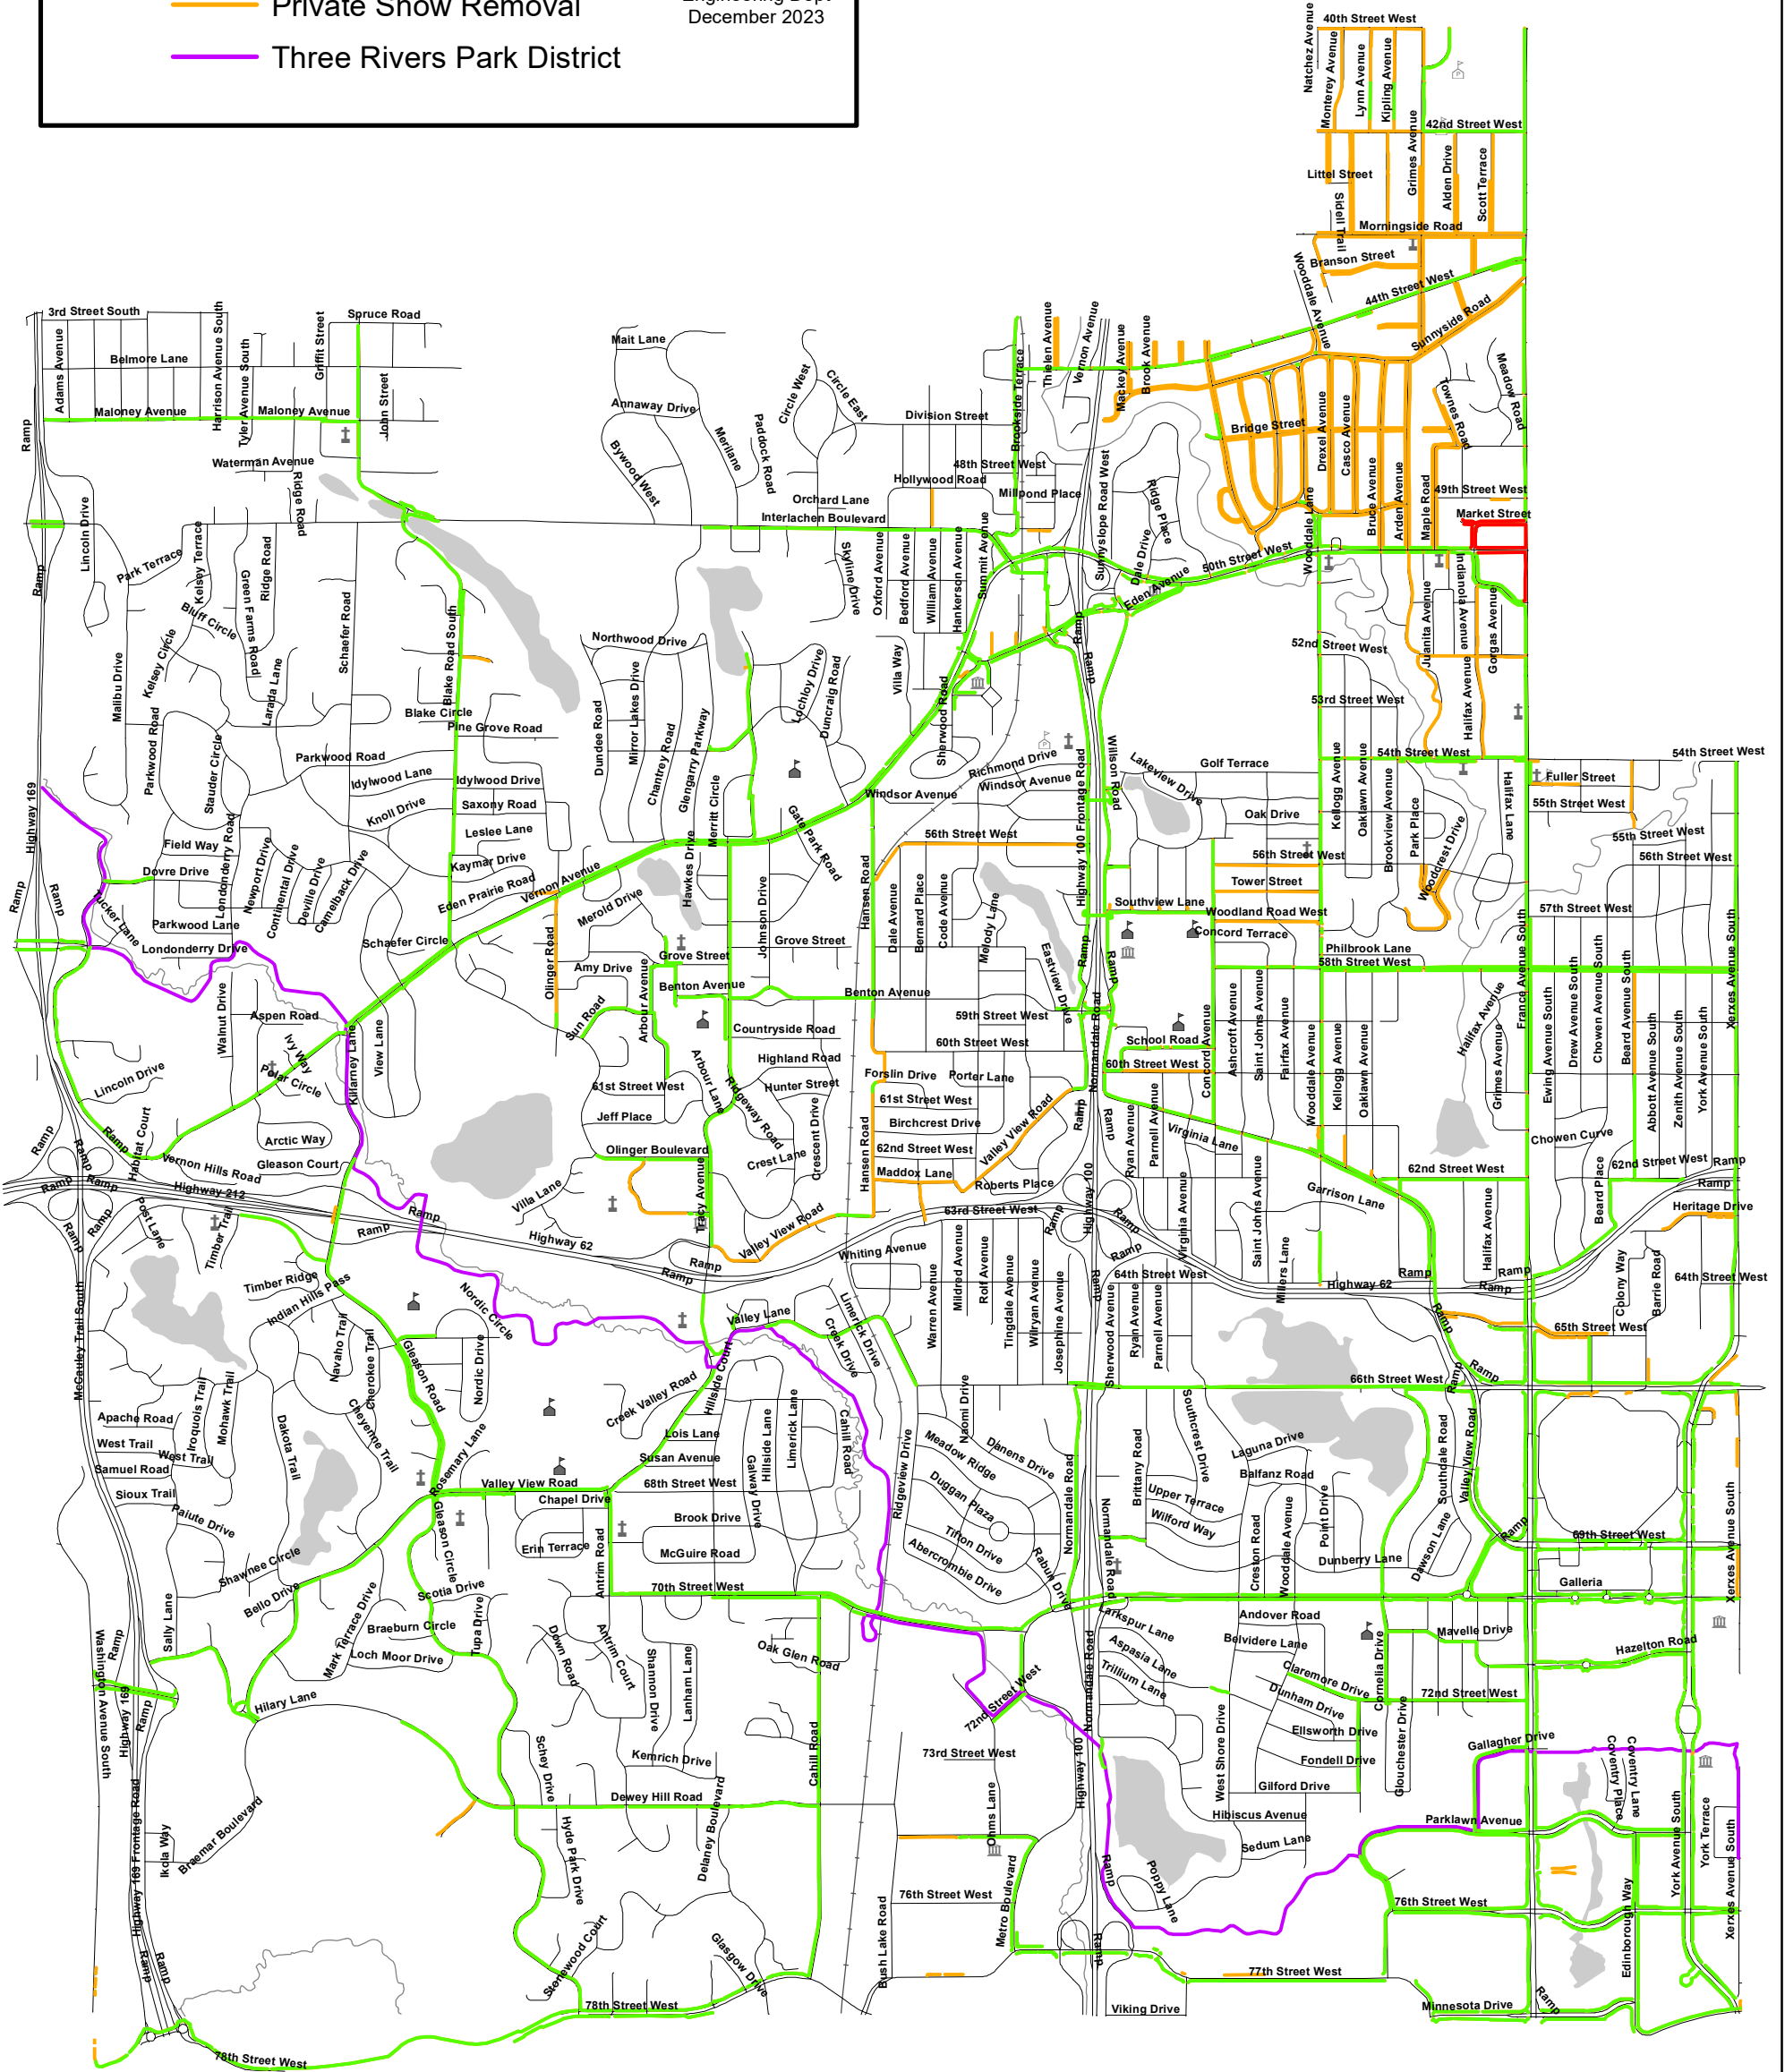 Private Snow Removal
Engineering Dept
December 2023
Three Rivers Park District
40th Street West
Natchez Avenue
Monterey Avenue
Lynn Avenue
Kipling Avenue
Grimes Avenue
42nd Street West
Littel Street
Alden Drive
Scott Terrace
Sidell Trail
Morningside Road
Branson Street
Wooddale Avenue
44th Street West
Sunnyside Road
3rd Street South
Adams Avenue
Belmore Lane
Harrison Avenue South
Tyler Avenue South
Griffit Street
Spruce Road
Maloney Avenue
Maloney Avenue
John Street
Waterman Avenue
Ridge Road
Mait Lane
Annaway Drive
Bywood West
Merilane
Paddock Road
Circle West
Circle East
Division Street
Brookside Terrace
Thielen Avenue
Vernon Avenue
Mackey Avenue
Brook Avenue
48th Street West
Hollywood Road
Millpond Place
Orchard Lane
Interlachen Boulevard
Bridge Street
Drexel Avenue
Casco Avenue
Bruce Avenue
Arden Avenue
Maple Road
Townes Road
Meadow Road
49th Street West
Market Street
Sunnyslope Road West
Ridge Place
Dale Drive
Wooddale Lane
50th Street West
Eden Avenue
Ramp
Lincoln Drive
Park Terrace
Kelsey Terrace
Ridge Road
Green Farms Road
Bluff Circle
Kelsey Circle
Malibu Drive
Larada Lane
Schaefer Road
Blake Road South
Blake Circle
Pine Grove Road
Skyline Drive
Oxford Avenue
Bedford Avenue
William Avenue
Hankerson Avenue
Summit Avenue
Northwood Drive
Dundee Road
Mirror Lakes Drive
Chantrey Road
Glengarry Parkway
Lochloy Drive
Duncraig Road
Villa Way
Sherwood Road
Juanita Avenue
Indianola Avenue
Gorgas Avenue
52nd Street West
53rd Street West
Halifax Avenue
54th Street West
54th Street West
Parkwood Road
Stauder Circle
Parkwood Road
Idylwood Lane
Idylwood Drive
Knoll Drive
Saxony Road
Leslee Lane
Kaymar Drive
Eden Prairie Road
Vernon Avenue
Merritt Circle
Gate Park Road
Windsor Avenue
Richmond Drive
Windsor Avenue
Willson Road
Lakeview Drive
Golf Terrace
Oak Drive
Kellogg Avenue
Oaklawn Avenue
Brookview Avenue
Park Place
Woodcrest Drive
Halifax Lane
Fuller Street
55th Street West
55th Street West
56th Street West
Highway 169
Ramp
Ramp
Field Way
Dovre Drive
Londonderry Road
Newport Drive
Continental Drive
Deville Drive
Camelback Drive
Tucker Lane
Parkwood Lane
Londonderry Drive
Schaefer Circle
Merold Drive
Hawkes Drive
Johnson Drive
Hansen Road
56th Street West
Dale Avenue
Bernard Place
Code Avenue
Melody Lane
Highway 100 Frontage Road
Southview Lane
56th Street West
Tower Street
Woodland Road West
Concord Terrace
Philbrook Lane
58th Street West
57th Street West
Olinger Road
Amy Drive
Grove Street
Grove Street
Benton Avenue
Benton Avenue
Eastview Drive
Ramp
Ramp
Sun Road
Arbour Avenue
Countryside Road
59th Street West
60th Street West
School Road
60th Street West
Normandale Road
Concord Avenue
Ashcroft Avenue
Saint Johns Avenue
Fairfax Avenue
Wooddale Avenue
Kellogg Avenue
Oaklawn Avenue
Halifax Avenue
Grimes Avenue
France Avenue South
Ewing Avenue South
Drew Avenue South
Chowen Avenue South
Beard Avenue South
Abbott Avenue South
Zenith Avenue South
York Avenue South
Xerxes Avenue South
Walnut Drive
Aspen Road
Ivy Way
Polar Circle
Killarney Lane
View Lane
Lincoln Drive
Arctic Way
Gleason Court
Habitat Court
Vernon Hills Road
Highway 212
61st Street West
Jeff Place
Arbour Lane
Ridgeway Road
Highland Road
Hunter Street
Crescent Drive
Crest Lane
Olinger Boulevard
Tracy Avenue
Villa Lane
Highway 62
Valley View Road
Forslin Drive
Porter Lane
61st Street West
Birchcrest Drive
62nd Street West
Maddox Lane
Valley View Road
Roberts Place
Hansen Road
63rd Street West
Whiting Avenue
Ryan Avenue
Parnell Avenue
Virginia Lane
Virginia Avenue
Saint Johns Avenue
Garrison Lane
62nd Street West
Chowen Curve
62nd Street West
Beard Place
Heritage Drive
64th Street West
Colony Way
Barrie Road
65th Street West
Halifax Avenue
Millers Lane
Highway 62
Ramp
Ramp
Ramp
Post Lane
Timber Trail
Timber Ridge
Indian Hills Pass
Navaho Trail
Cherokee Trail
Gleason Road
Nordic Circle
Nordic Drive
McCauley Trail South
Apache Road
West Trail
West Trail
Samuel Road
Sioux Trail
Iroquois Trail
Mohawk Trail
Dakota Trail
Cheyenne Trail
Paiute Drive
Shawnee Circle
Bello Drive
Rosemary Lane
Gleason Circle
Valley View Road
Chapel Drive
Erin Terrace
Antrim Road
Creek Valley Road
Hillside Court
Lois Lane
Susan Avenue
68th Street West
Brook Drive
McGuire Road
70th Street West
Valley Lane
Creek Drive
Limerick Drive
Galway Drive
Hillside Lane
Limerick Lane
Cahill Road
Ridgeview Drive
Warren Avenue
Mildred Avenue
Rolf Avenue
Tingdale Avenue
Wilryan Avenue
Josephine Avenue
Highway 100
64th Street West
Sherwood Avenue
Ryan Avenue
Parnell Avenue
66th Street West
Naomi Drive
Danens Drive
Meadow Ridge
Duggan Plaza
Tifton Drive
Abercrombie Drive
Rabun Drive
Normandale Road
Normandale Road
Brittany Road
Southcrest Drive
Upper Terrace
Wilford Way
Laguna Drive
Balfanz Road
Creston Road
Wooddale Avenue
Point Drive
Dunberry Lane
Dawson Lane
Southdale Road
Valley View Road
69th Street West
Galleria
Xerxes Avenue South
Hazelton Road
Sally Lane
Mark Terrace Drive
Scotia Drive
Braeburn Circle
Loch Moor Drive
Tupa Drive
Down Road
Antrim Court
Shannon Drive
Lanham Lane
Oak Glen Road
Washington Avenue South
Highway 169
Highway 169 Frontage Road
Hilary Lane
Braemar Boulevard
Ikola Way
Schey Drive
Kemrich Drive
Dewey Hill Road
Hyde Park Drive
Delaney Boulevard
Cahill Road
72nd Street West
73rd Street West
Ohms Lane
76th Street West
Metro Boulevard
Bush Lake Road
Stonewood Court
Glasgow Drive
78th Street West
78th Street West
Normandale Road
Highway 100
Larkspur Lane
Aspasia Lane
Trillium Lane
Andover Road
Belvidere Lane
Claremore Drive
Dunham Drive
Ellsworth Drive
Fondell Drive
Gilford Drive
West Shore Drive
Hibiscus Avenue
Sedum Lane
Poppy Lane
Cornelia Drive
Gloucester Drive
Mavelle Drive
72nd Street West
Gallagher Drive
Parklawn Avenue
Coventry Place
Coventry Lane
York Avenue South
York Terrace
Xerxes Avenue South
76th Street West
Edinborough Way
77th Street West
Viking Drive
Minnesota Drive
Ramp